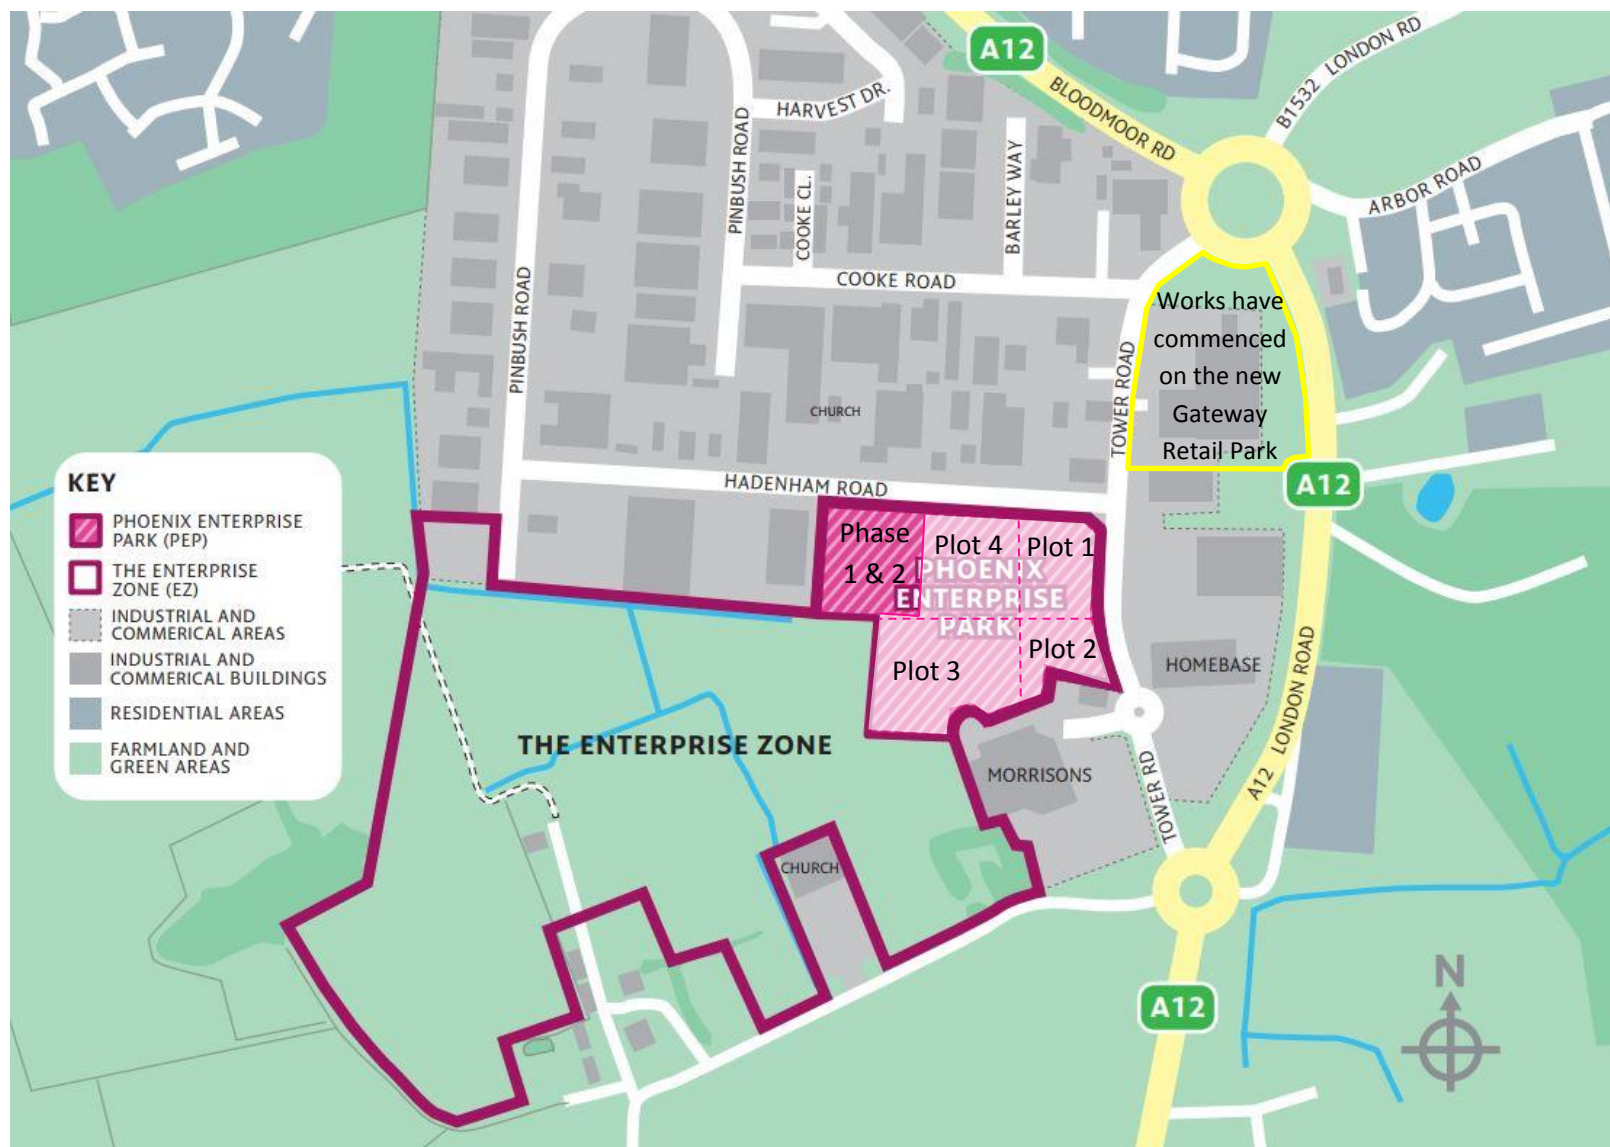 A12
BLOODMOOR RD
B1532 LONDON RD
ARBOR ROAD
HARVEST DR.
PINBUSH ROAD
COOKE CL.
BARLEY WAY
COOKE ROAD
PINBUSH ROAD
TOWER ROAD
Works have
commenced
on the new
Gateway
Retail Park
CHURCH
HADENHAM ROAD
A12
KEY
PHOENIX ENTERPRISE
PARK (PEP)
THE ENTERPRISE
ZONE (EZ)
INDUSTRIAL AND
COMMERICAL AREAS
INDUSTRIAL AND
COMMERICAL BUILDINGS
RESIDENTIAL AREAS
FARMLAND AND
GREEN AREAS
Phase
1 & 2
Plot 4
Plot 1
PHOENIX
ENTERPRISE
PARK
Plot 3
Plot 2
HOMEBASE
A12 LONDON ROAD
THE ENTERPRISE ZONE
MORRISONS
TOWER RD
CHURCH
A12
N